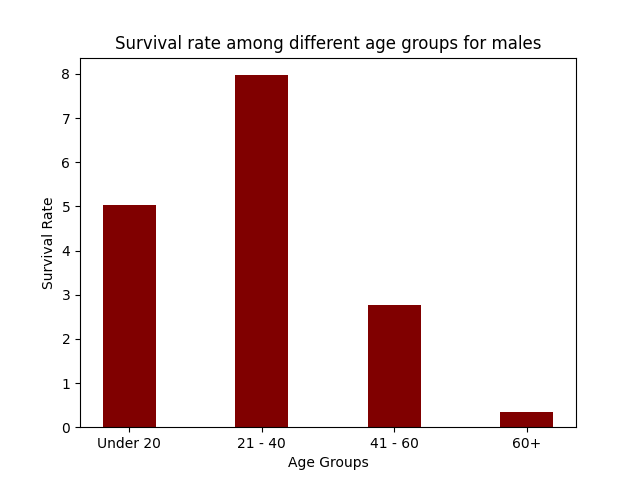 Survival rate among different age groups for males
8
7
6
5
4
3
2
1
0
Survival Rate
Under 20
21 - 40
41 - 60
60+
Age Groups